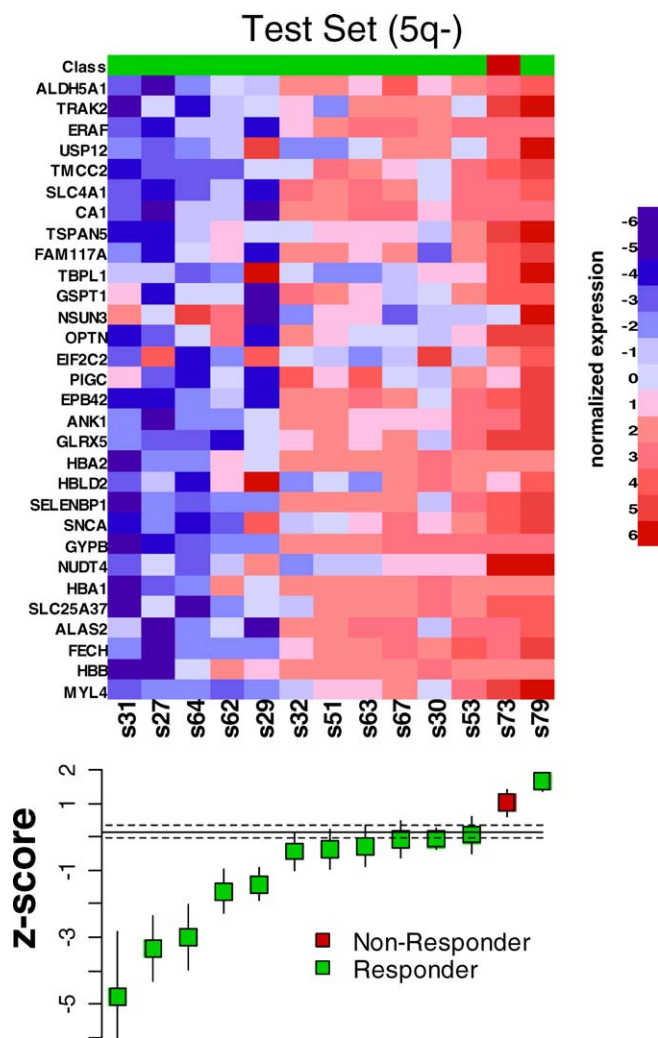 Test Set (5q-)
Class
ALDH5A1
TRAK2
ERAF
USP12
TMCC2
SLC4A1
CA1
TSPAN5
FAM117A
TBPL1
GSPT1
NSUN3
OPTN
EIF2C2
PIGC
EPB42
ANK1
GLRX5
HBA2
HBLD2
SELENBP1
SNCA
GYPB
NUDT4
HBA1
SLC25A37
ALAS2
FECH
HBB
MYL4
s31 s27 s64 s62 s29 s32 s51 s63 s67 s30 s53 s73 s79
normalized expression
-6
-5
-4
-3
-2
-1
0
1
2
3
4
5
6
z-score
2
1
-1
-3
-5
Non-Responder
Responder